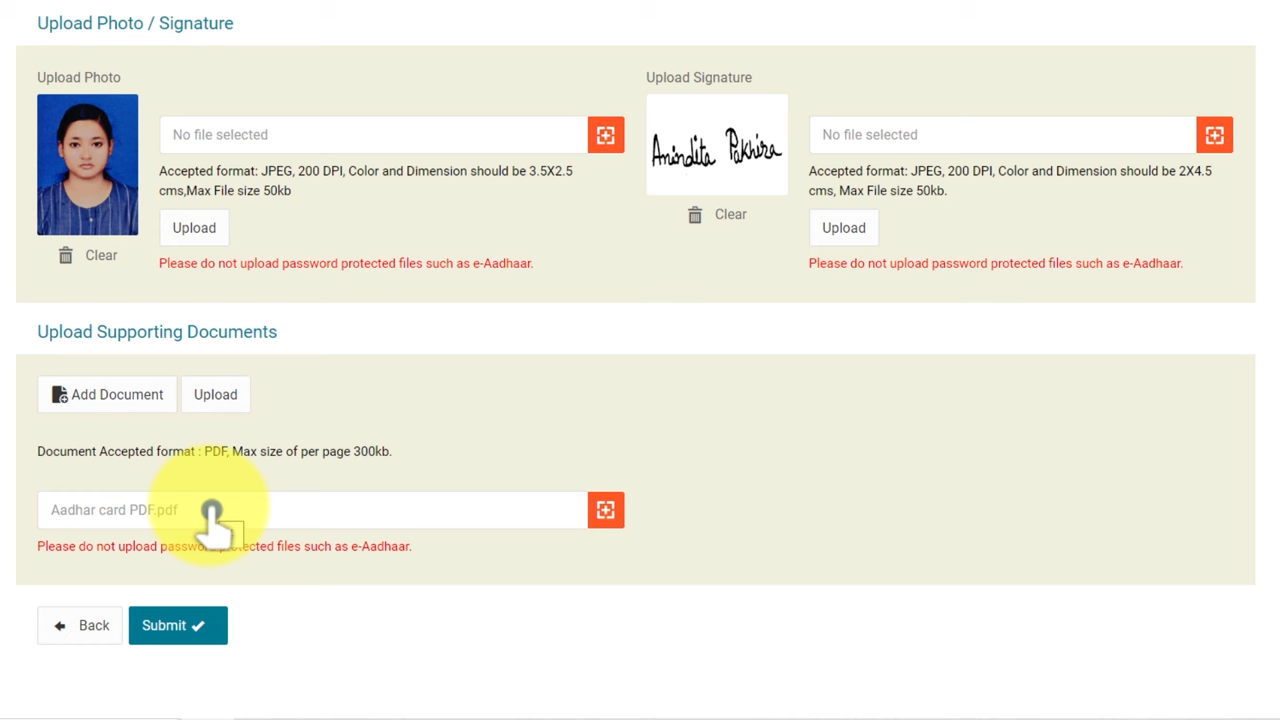 Upload Photo / Signature
Upload Photo
No file selected
Accepted format: JPEG, 200 DPI, Color and Dimension should be 3.5X2.5
cms,Max File size 50kb
Upload
Clear
Please do not upload password protected files such as e-Aadhaar.
Upload Signature
Anindita Pakhira
No file selected
Accepted format: JPEG, 200 DPI, Color and Dimension should be 2X4.5
cms, Max File size 50kb.
Clear
Upload
Please do not upload password protected files such as e-Aadhaar.
Upload Supporting Documents
Add Document Upload
Document Accepted format : PDF, Max size of per page 300kb.
Aadhar card PDF.pdf
Please do not upload password protected files such as e-Aadhaar.
Back Submit